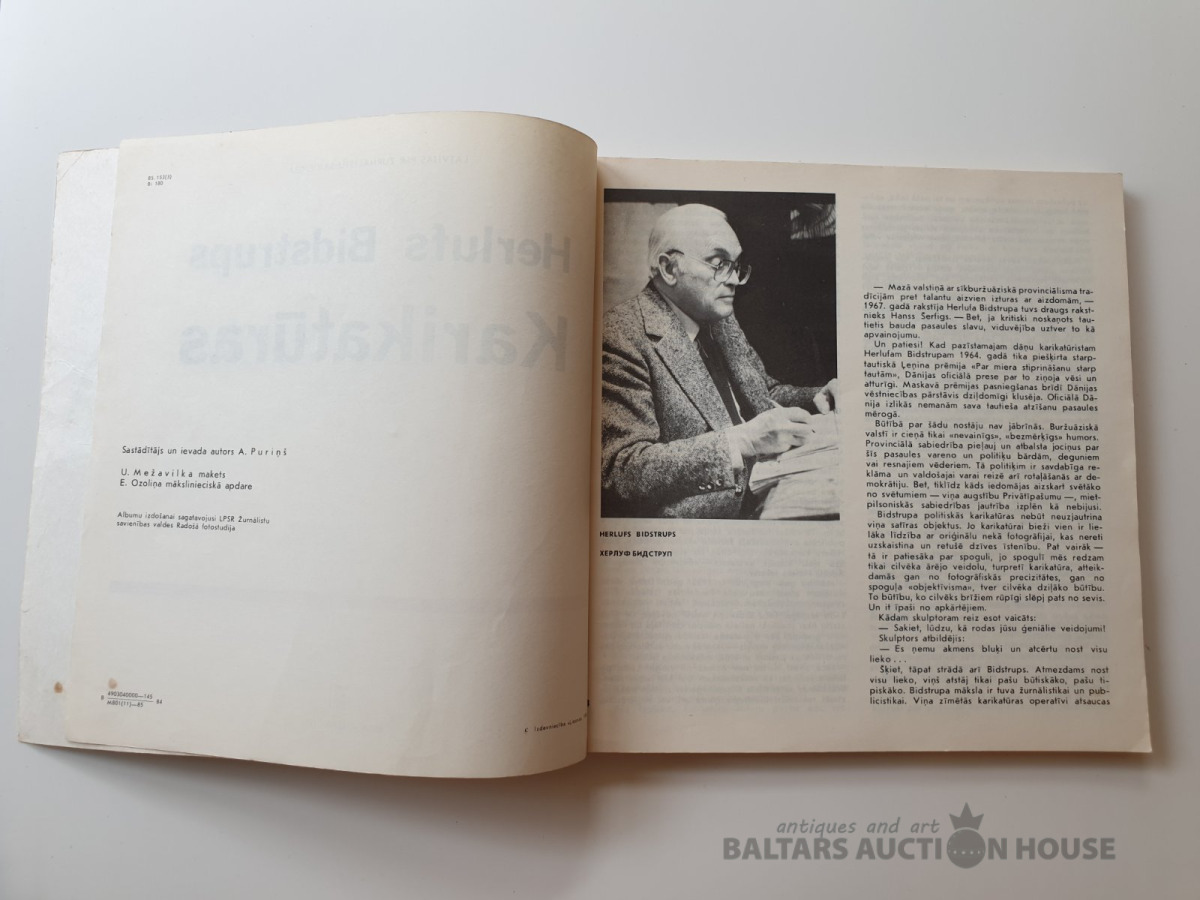 85.153(3)
B. 580
Herlufs Bidstrups
Sastādītājs un ievada autors A. Puriņš
U. Mežavilka makets
E. Ozoliņa mākslinieciskā apdare
Albumu izdošanai sagatavojusi LPSR Žurnālistu
savienības valdes Radošā fotostudija
4903040000—145
84
M801(11)—85
HERLUFS BIDSTRUPS
ХЕРЛУФ БИДСТРУП
— Mazā valstiņā ar sīkburžuāziskā provinciālisma tra-
dīcijām pret talantu aizvien izturas ar aizdomām, —
1967. gadā rakstīja Herlufa Bidstrupa tuvs draugs rakst-
nieks Hanss Šerfigs. — Bet, ja kritiski noskaņots tau-
tietis bauda pasaules slavu, viduvējība uztver to kā
apvainojumu.
Un patiesi! Kad pazīstamajam dāņu karikatūristam
Herlufam Bidstrupam 1964. gadā tika piešķirta starp-
tautiskā Ļeņina prēmija «Par miera stiprināšanu starp
tautām», Dānijas oficiālā prese par to ziņoja vēsi un
atturīgi. Maskavā prēmijas pasniegšanas brīdī Dānijas
vēstniecības pārstāvis dziļdomīgi klusēja. Oficiālā Dā-
nija izlikās nemanām sava tautieša atzīšanu pasaules
mērogā.
Būtībā par šādu nostāju nav jābrīnās. Buržuāziskā
valstī ir cieņā tikai «nevainīgs», «bezmērķīgs» humors.
Provinciālā sabiedrība pieļauj un atbalsta jociņus par
šīs pasaules vareno un politiķu bārdām, deguniem
vai resnajiem vēderiem. Tā politiķim ir savdabīga re-
klāma un valdošajai varai reizē arī rotaļāšanās ar de-
mokrātiju. Bet, tiklīdz kāds iedomājas aizskart svētāko
no svētumiem — viņa augstību Privātīpašumu —, miet-
pilsoniskās sabiedrības jautrība izplēn kā nebijusi.
Bidstrupa politiskās karikatūras nebūt neuzjautrina
viņa satīras objektus. Jo karikatūrai bieži vien ir lie-
lāka līdzība ar oriģinālu nekā fotogrāfijai, kas nereti
uzskaistina un retušē dzīves īstenību. Pat vairāk —
tā ir patiesāka par spoguli, jo spogulī mēs redzam
tikai cilvēka ārējo veidolu, turpretī karikatūra, atteik-
damās gan no fotogrāfiskās precizitātes, gan no
spoguļa «objektīvisma», tver cilvēka dziļāko būtību.
To būtību, ko cilvēks brīžiem rūpīgi slēpj pats no sevis.
Un it īpaši no apkārtējiem.
Kādam skulptoram reiz esot vaicāts:
— Sakiet, lūdzu, kā rodas jūsu ģeniālie veidojumi!
Skulptors atbildējis:
— Es ņemu akmens bluķi un atcērtu nost visu
lieko . . .
Šķiet, tāpat strādā arī Bidstrups. Atmezdams nost
visu lieko, viņš atstāj tikai pašu būtiskāko, pašu ti-
piskāko. Bidstrupa māksla ir tuva žurnālistikai un pub-
licistikai. Viņa zīmētās karikatūras operatīvi atsaucas
antiques and art
BALTARS AUCTION HOUSE